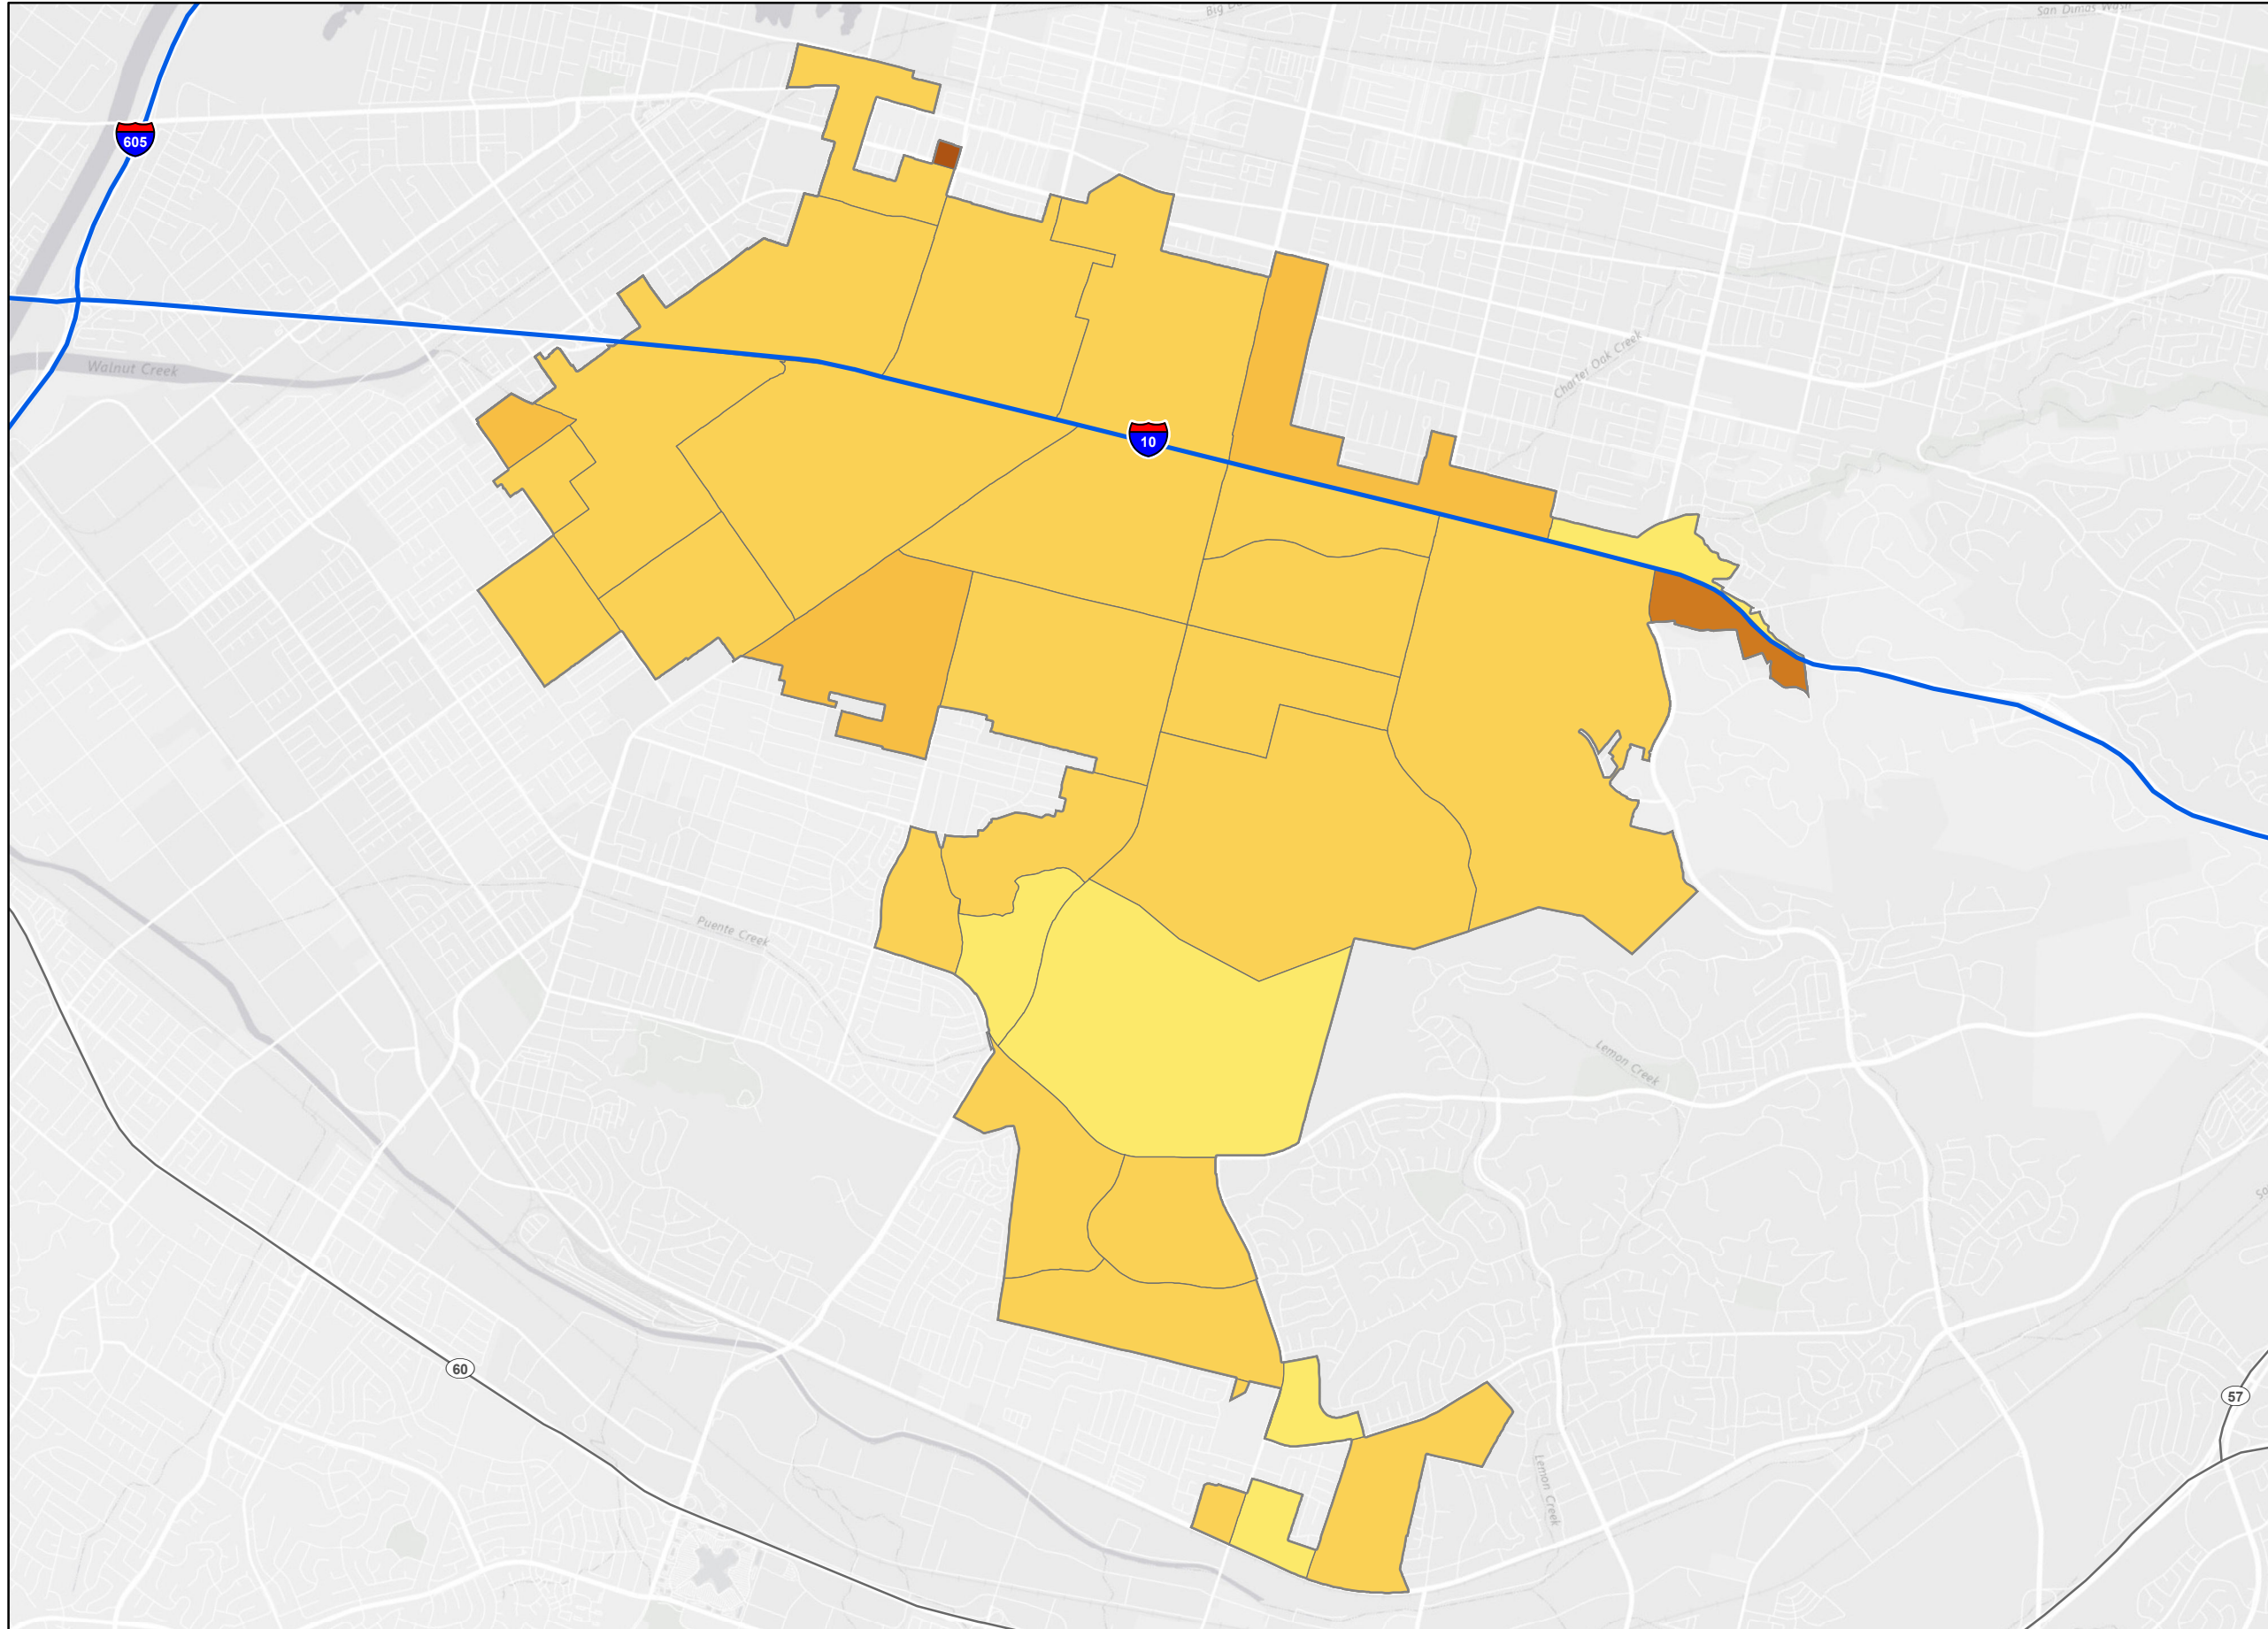 San Dimas Wash
605
Walnut Creek
Charter Oak Creek
10
Puente Creek
Lemon Creek
60
57
Lemon Creek